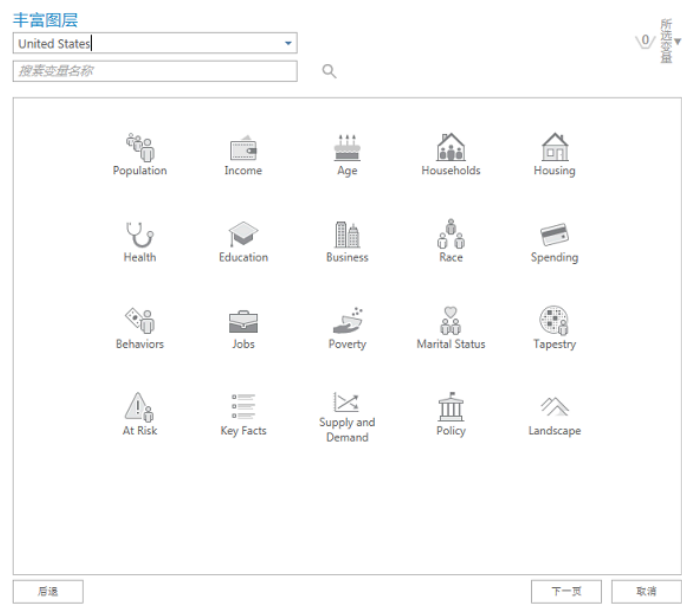 丰富图层
United States
0
所选变量
搜索变量名称
Population
Income
Age
Households
Housing
Health
Education
Business
Race
Spending
Behaviors
Jobs
Poverty
Marital Status
Tapestry
At Risk
Key Facts
Supply and
Demand
Policy
Landscape
后退
下一页
取消